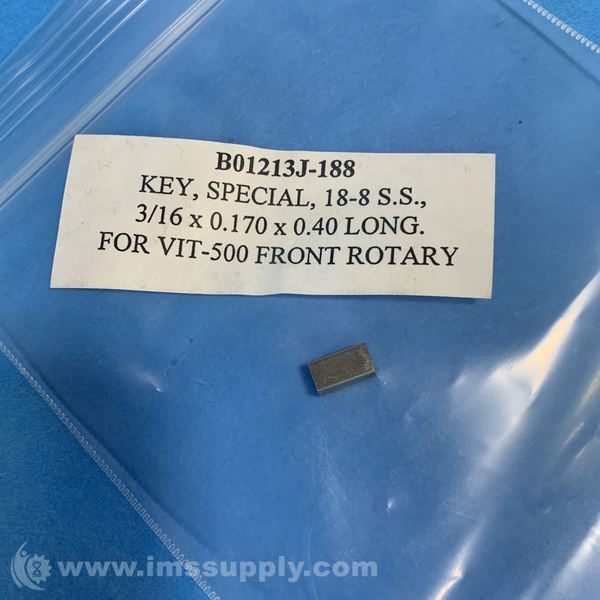 B01213J-188
KEY, SPECIAL, 18-8 S.S.,
3/16 x 0.170 x 0.40 LONG.
FOR VIT-500 FRONT ROTARY
www.imssupply.com/